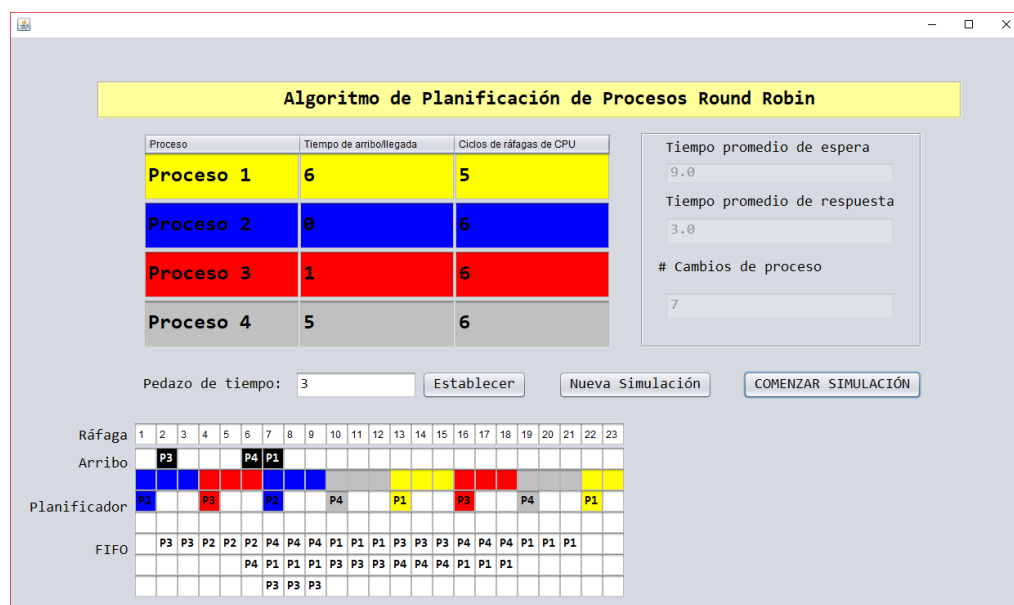 Algoritmo de Planificación de Procesos Round Robin
Proceso Tiempo de arribo/llegada Ciclos de ráfagas de CPU
Proceso 1 6 5
Proceso 2 0 6
Proceso 3 1 6
Proceso 4 5 6
Tiempo promedio de espera
9.0
Tiempo promedio de respuesta
3.0
# Cambios de proceso
7
Pedazo de tiempo: 3 Establecer Nueva Simulación COMENZAR SIMULACIÓN
Ráfaga 1 2 3 4 5 6 7 8 9 10 11 12 13 14 15 16 17 18 19 20 21 22 23
Arribo P3 P4 P1
Planificador P2 P3 P2 P4 P1 P3 P4 P1
FIFO P3 P3 P2 P2 P2 P4 P4 P4 P1 P1 P1 P3 P3 P3 P4 P4 P4 P1 P1 P1
P4 P1 P1 P1 P3 P3 P3 P4 P4 P4 P1 P1 P1
P3 P3 P3